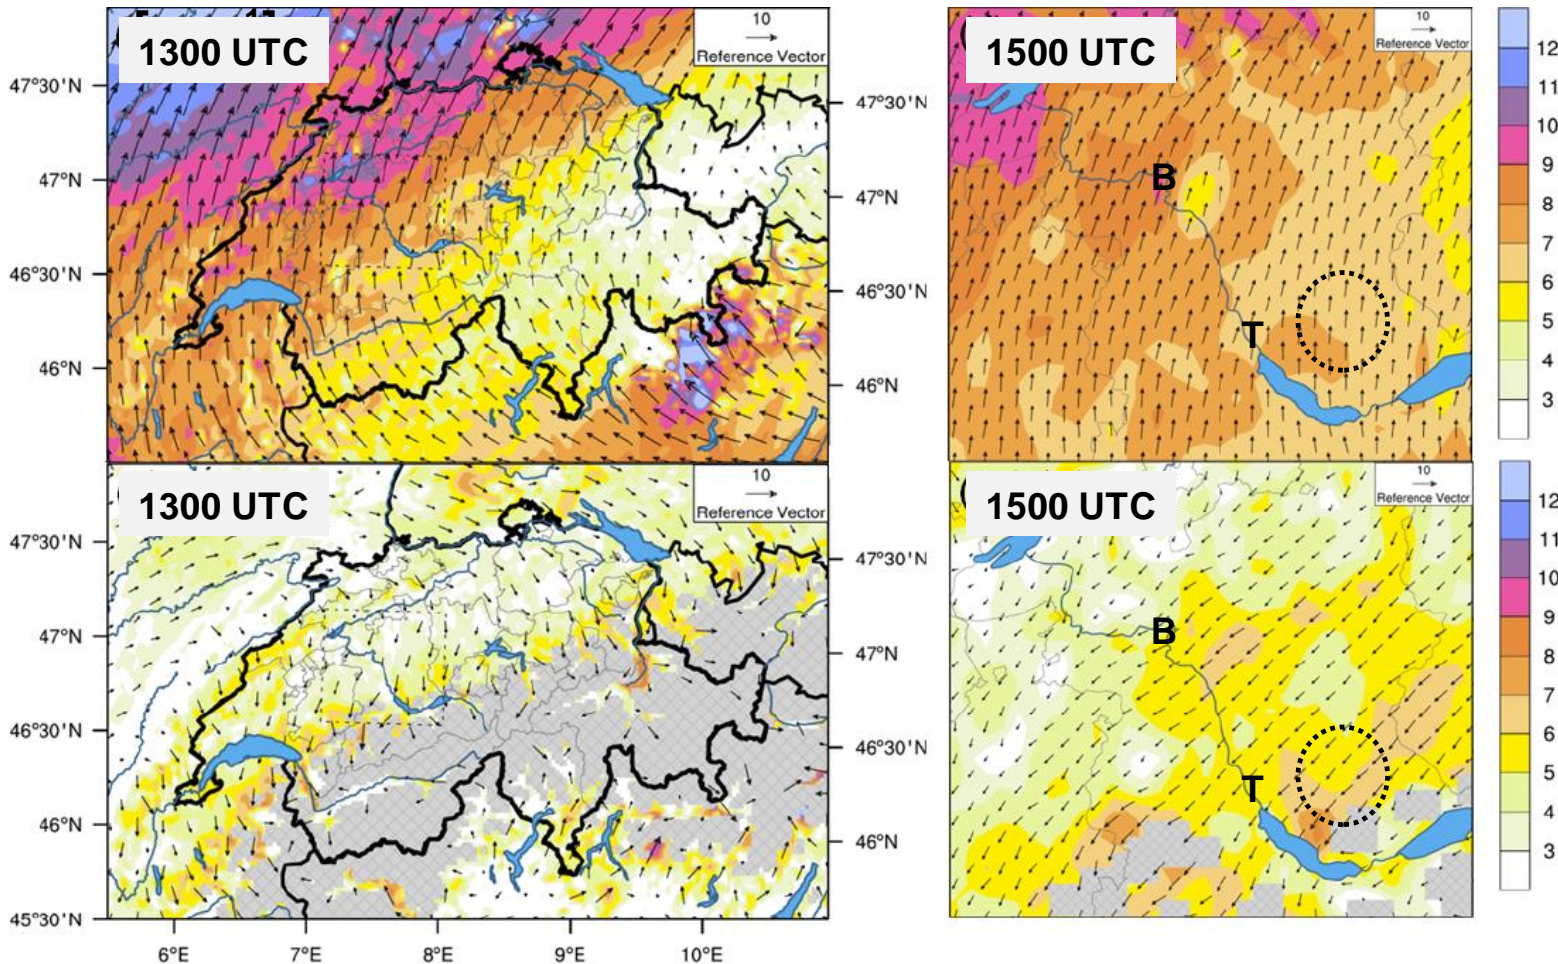 1300 UTC
10
Reference Vector
1500 UTC
10
Reference Vector
47°30'N
47°N
46°30'N
46°N
47°30'N
47°N
46°30'N
46°N
B
T
12
11
10
9
8
7
6
5
4
3
1300 UTC
10
Reference Vector
1500 UTC
10
Reference Vector
47°30'N
47°N
46°30'N
46°N
45°30'N
47°30'N
47°N
46°30'N
46°N
B
T
12
11
10
9
8
7
6
5
4
3
6°E
7°E
8°E
9°E
10°E